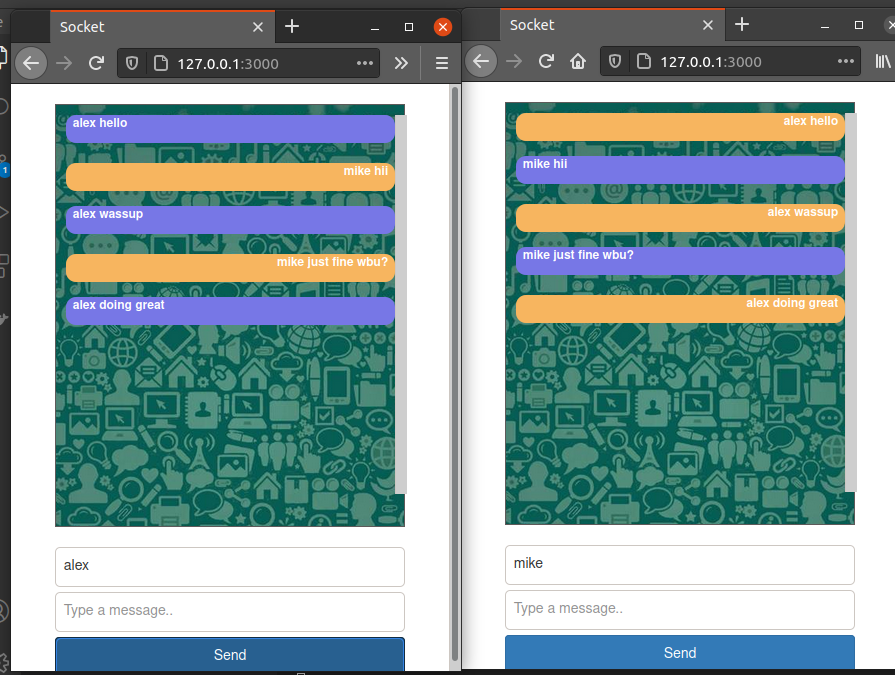 Socket
127.0.0.1:3000
alex hello
mike hii
alex wassup
mike just fine wbu?
alex doing great
alex
Type a message..
Send
Socket
127.0.0.1:3000
alex hello
mike hii
alex wassup
mike just fine wbu?
alex doing great
mike
Type a message..
Send
1